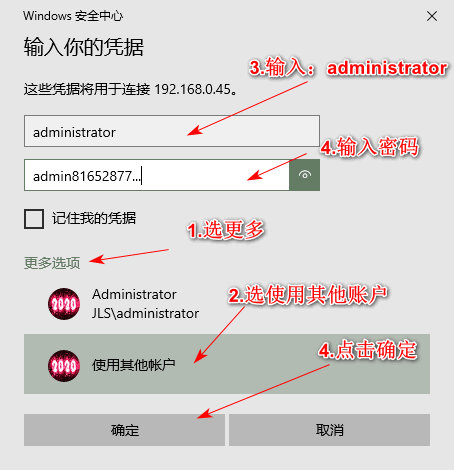 Windows 安全中心
输入你的凭据
3.输入：administrator
这些凭据将用于连接 192.168.0.45。
administrator
4.输入密码
admin81652877...
记住我的凭据
1.选更多
更多选项
Administrator
JLS\administrator
2.选使用其他账户
2020
使用其他帐户
2020
4.点击确定
确定
取消